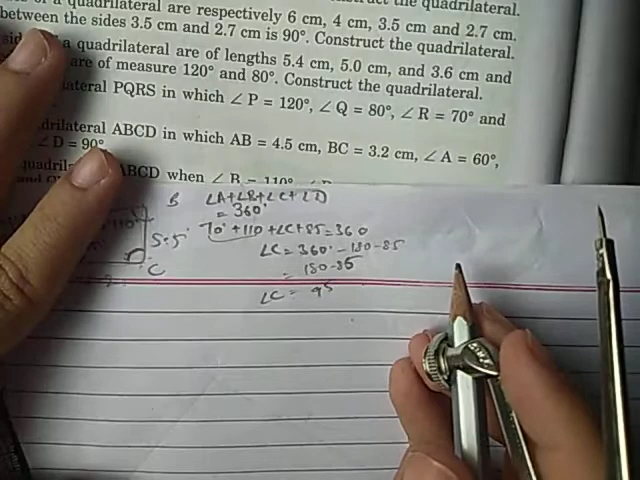 a quadrilateral are respectively 6 cm, 4 cm, 3.5 cm and 2.7 cm.
between the sides 3.5 cm and 2.7 cm is 90°. Construct the quadrilateral.
a quadrilateral are of lengths 5.4 cm, 5.0 cm, and 3.6 cm and
are of measure 120° and 80°. Construct the quadrilateral.
PQRS in which ∠ P = 120°, ∠ Q = 80°, ∠ R = 70° and
ABCD in which AB = 4.5 cm, BC = 3.2 cm, ∠ A = 60°,
∠ D = 90°
ABCD when ∠ B = 110°
B ∠A+∠B+∠C+∠D
= 360°
110°
70° + 110 + ∠C + 85 = 360
5.5
∠C = 360° - 180 - 85
C
= 180 - 85
∠C = 95